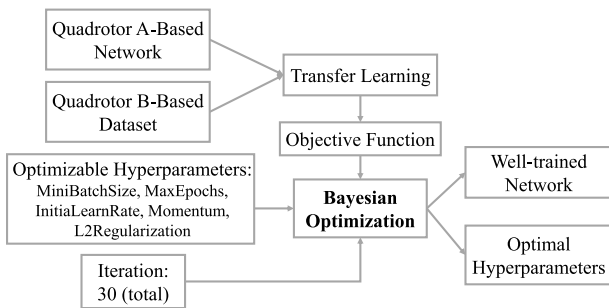 Quadrotor A-Based
Network
Quadrotor B-Based
Dataset
Transfer Learning
Objective Function
Optimizable Hyperparameters:
MiniBatchSize, MaxEpochs,
InitiaLearnRate, Momentum,
L2Regularization
Iteration:
30 (total)
Bayesian
Optimization
Well-trained
Network
Optimal
Hyperparameters